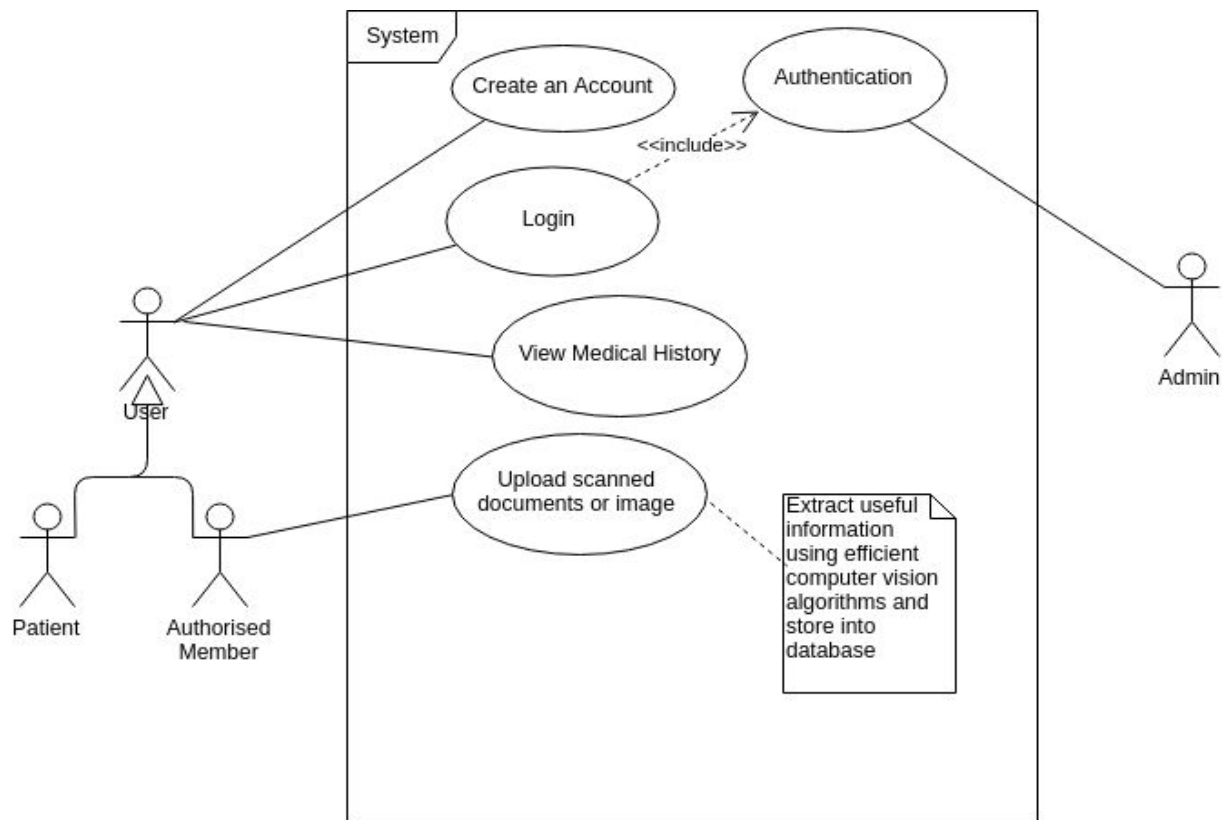 System
Create an Account
Authentication
<<include>>
Login
View Medical History
User
Admin
Upload scanned
documents or image
Extract useful
information
using efficient
computer vision
algorithms and
store into
database
Patient
Authorised
Member